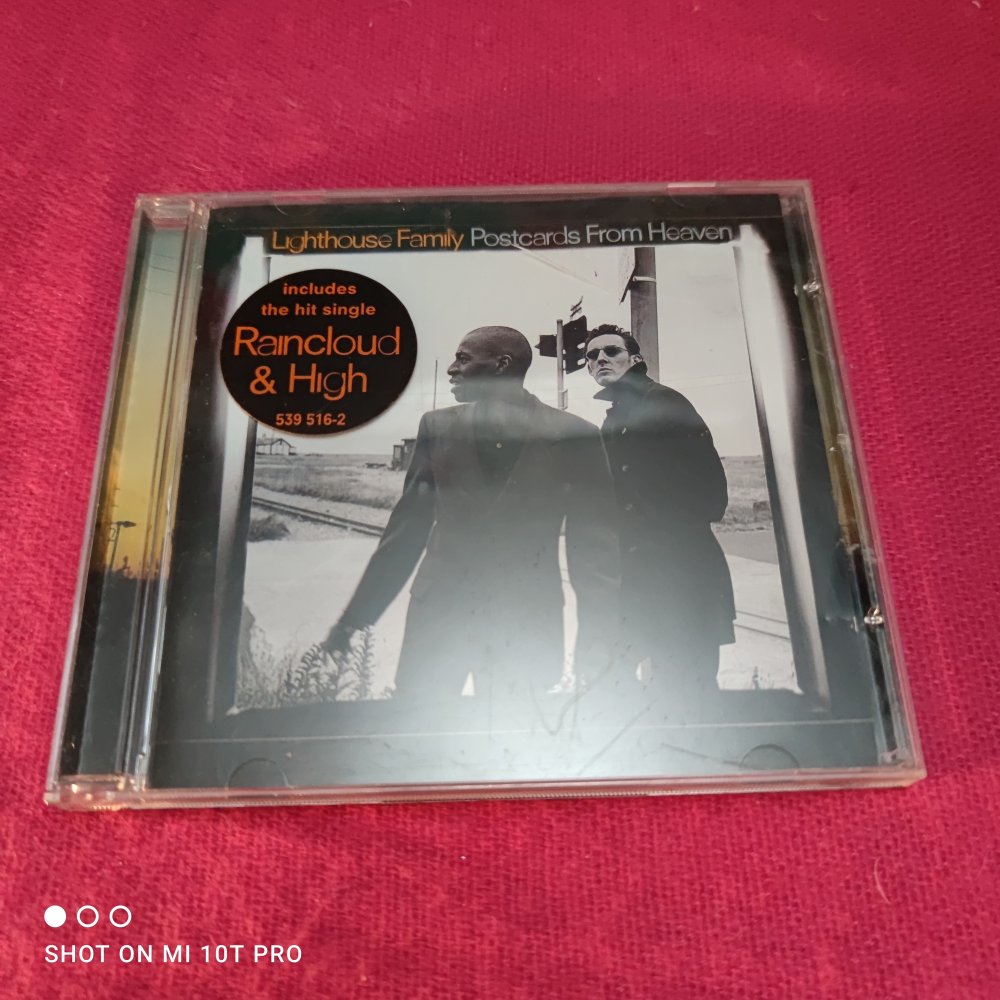 Lighthouse Family Postcards From Heaven
includes
the hit single
Raincloud
& High
539 516-2
SHOT ON MI 10T PRO